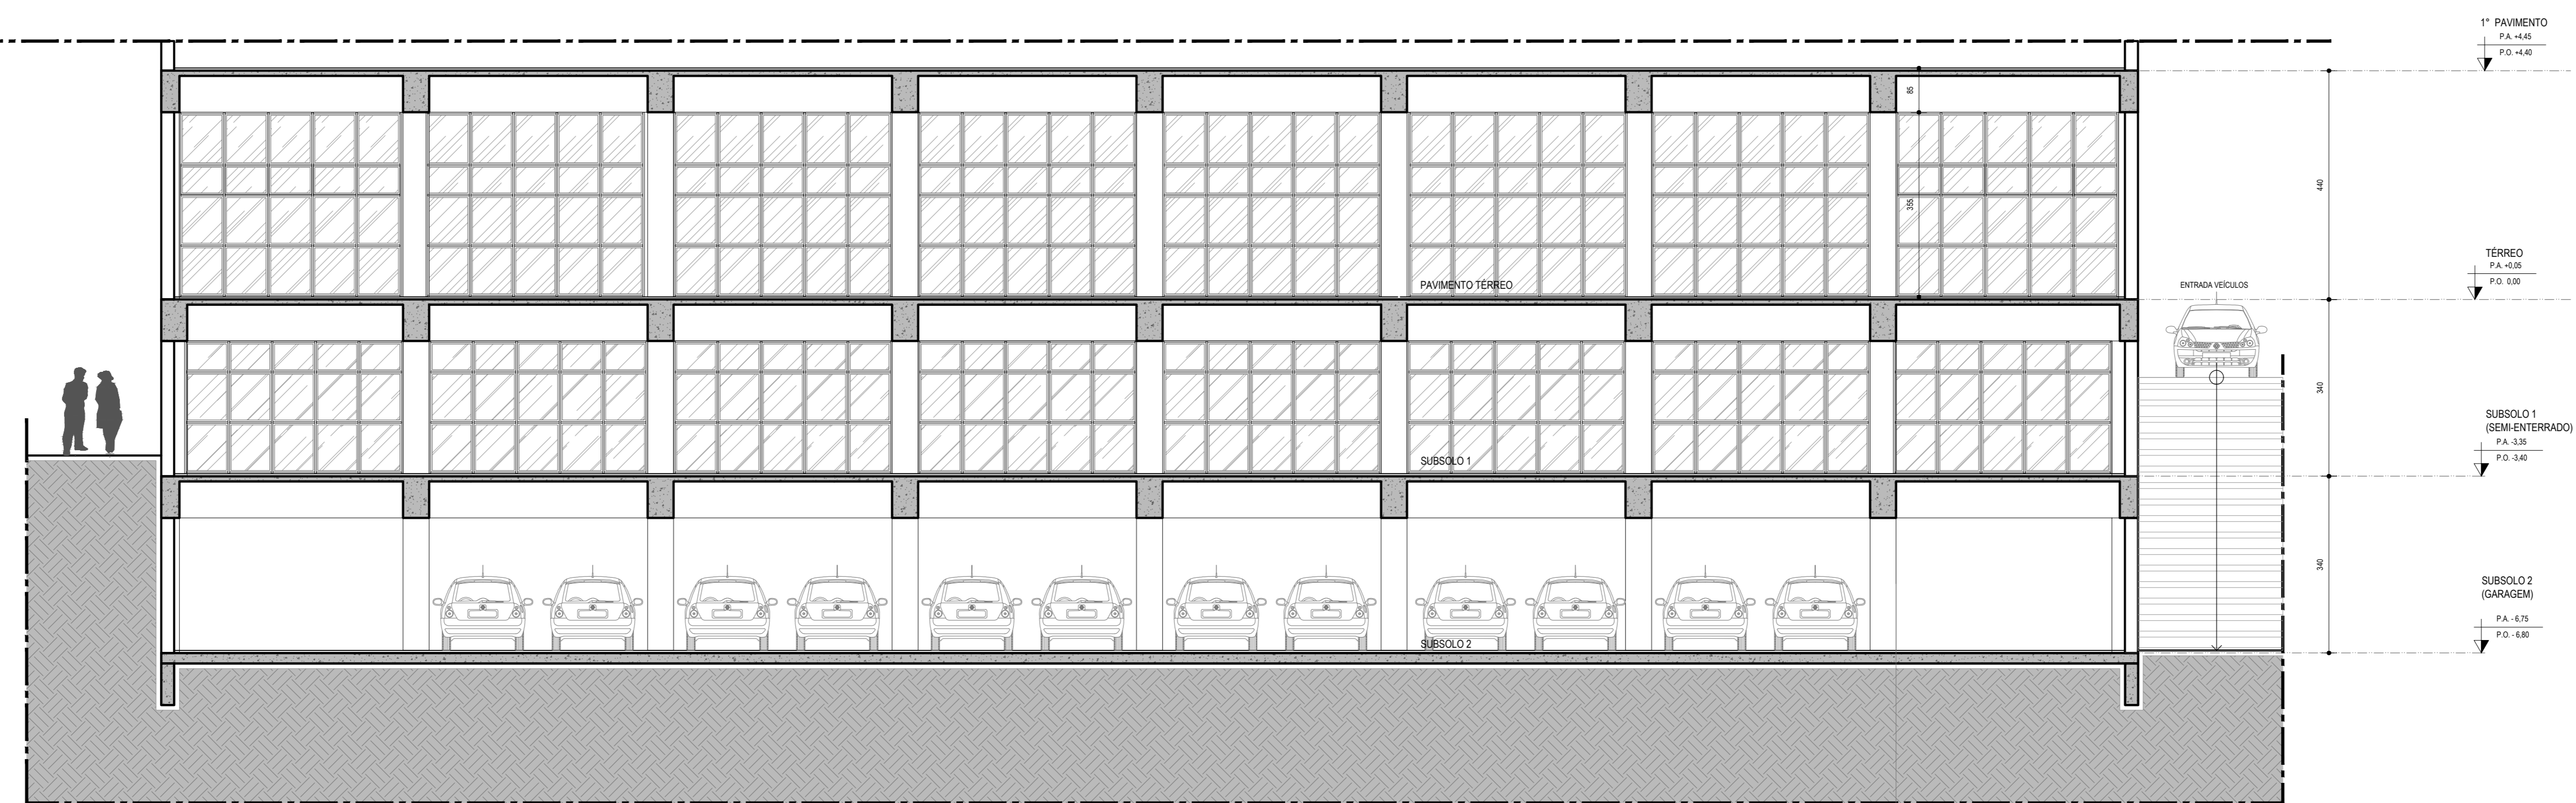 1° PAVIMENTO
P.A. +4,45
P.O. +4,40
85
440
355
TÉRREO
P.A. +0,05
P.O. 0,00
PAVIMENTO TÉRREO
ENTRADA VEÍCULOS
340
SUBSOLO 1
(SEMI-ENTERRADO)
P.A. -3,35
P.O. -3,40
SUBSOLO 1
340
SUBSOLO 2
(GARAGEM)
P.A. - 6,75
P.O. - 6,80
SUBSOLO 2